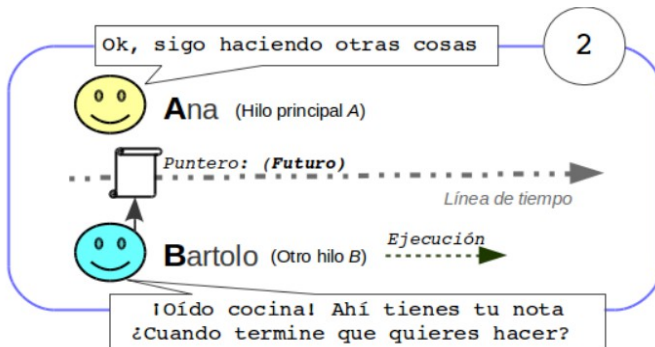 Ok, sigo haciendo otras cosas
2
Ana (Hilo principal A)
Puntero: (Futuro)
Línea de tiempo
Bartolo (Otro hilo B)
Ejecución
¡Oído cocina! Ahí tienes tu nota
¿Cuando termine que quieres hacer?